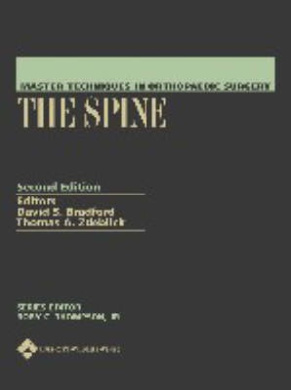 MASTER TECHNIQUES IN ORTHOPAEDIC SURGERY
THE SPINE
Second Edition
Editors
David S. Bradford
Thomas A. Zdeblick
SERIES EDITOR
ROBY C. THOMPSON, JR